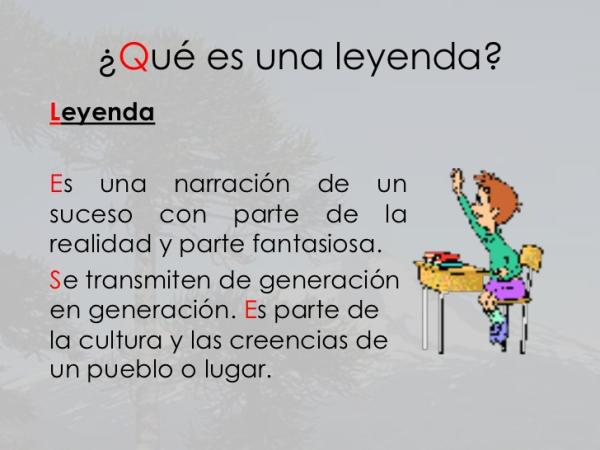 ¿Qué es una leyenda?
Leyenda
Es una narración de un
suceso con parte de la
realidad y parte fantasiosa.
Se transmiten de generación
en generación. Es parte de
la cultura y las creencias de
un pueblo o lugar.